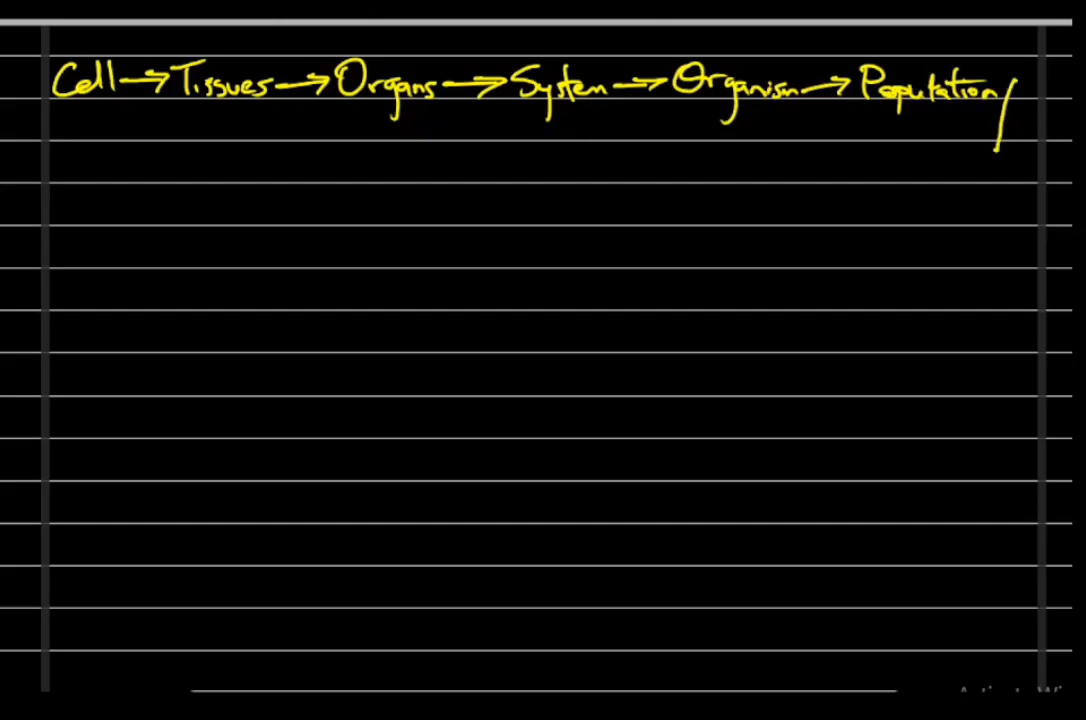 Cell → Tissues → Organs → System → Organism → Population/